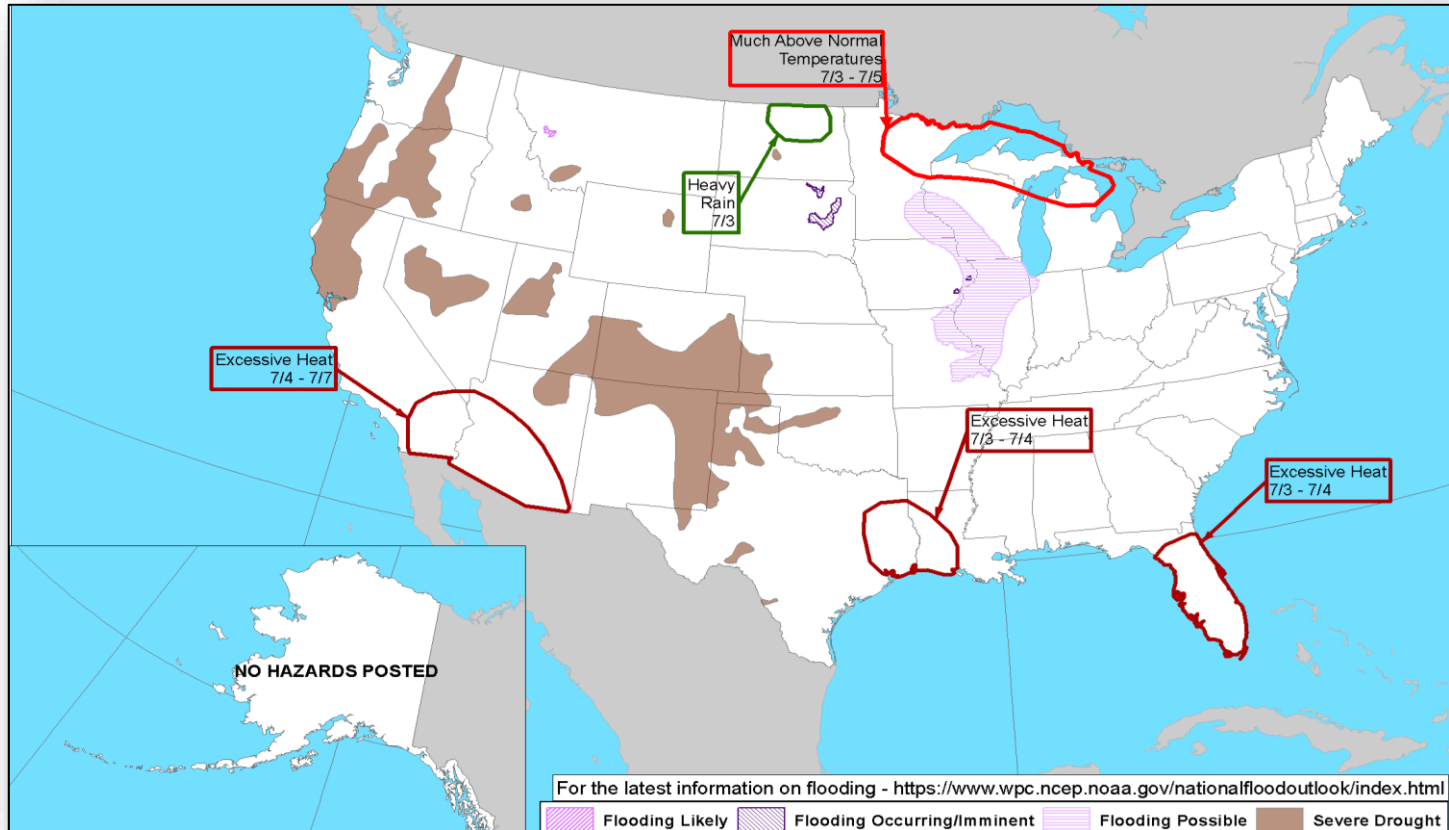 Much Above Normal
Temperatures
7/3 - 7/5
Heavy
Rain
7/3
Excessive Heat
7/4 - 7/7
Excessive Heat
7/3 - 7/4
Excessive Heat
7/3 - 7/4
NO HAZARDS POSTED
For the latest information on flooding - https://www.wpc.ncep.noaa.gov/nationalfloodoutlook/index.html
Flooding Likely Flooding Occurring/Imminent Flooding Possible Severe Drought